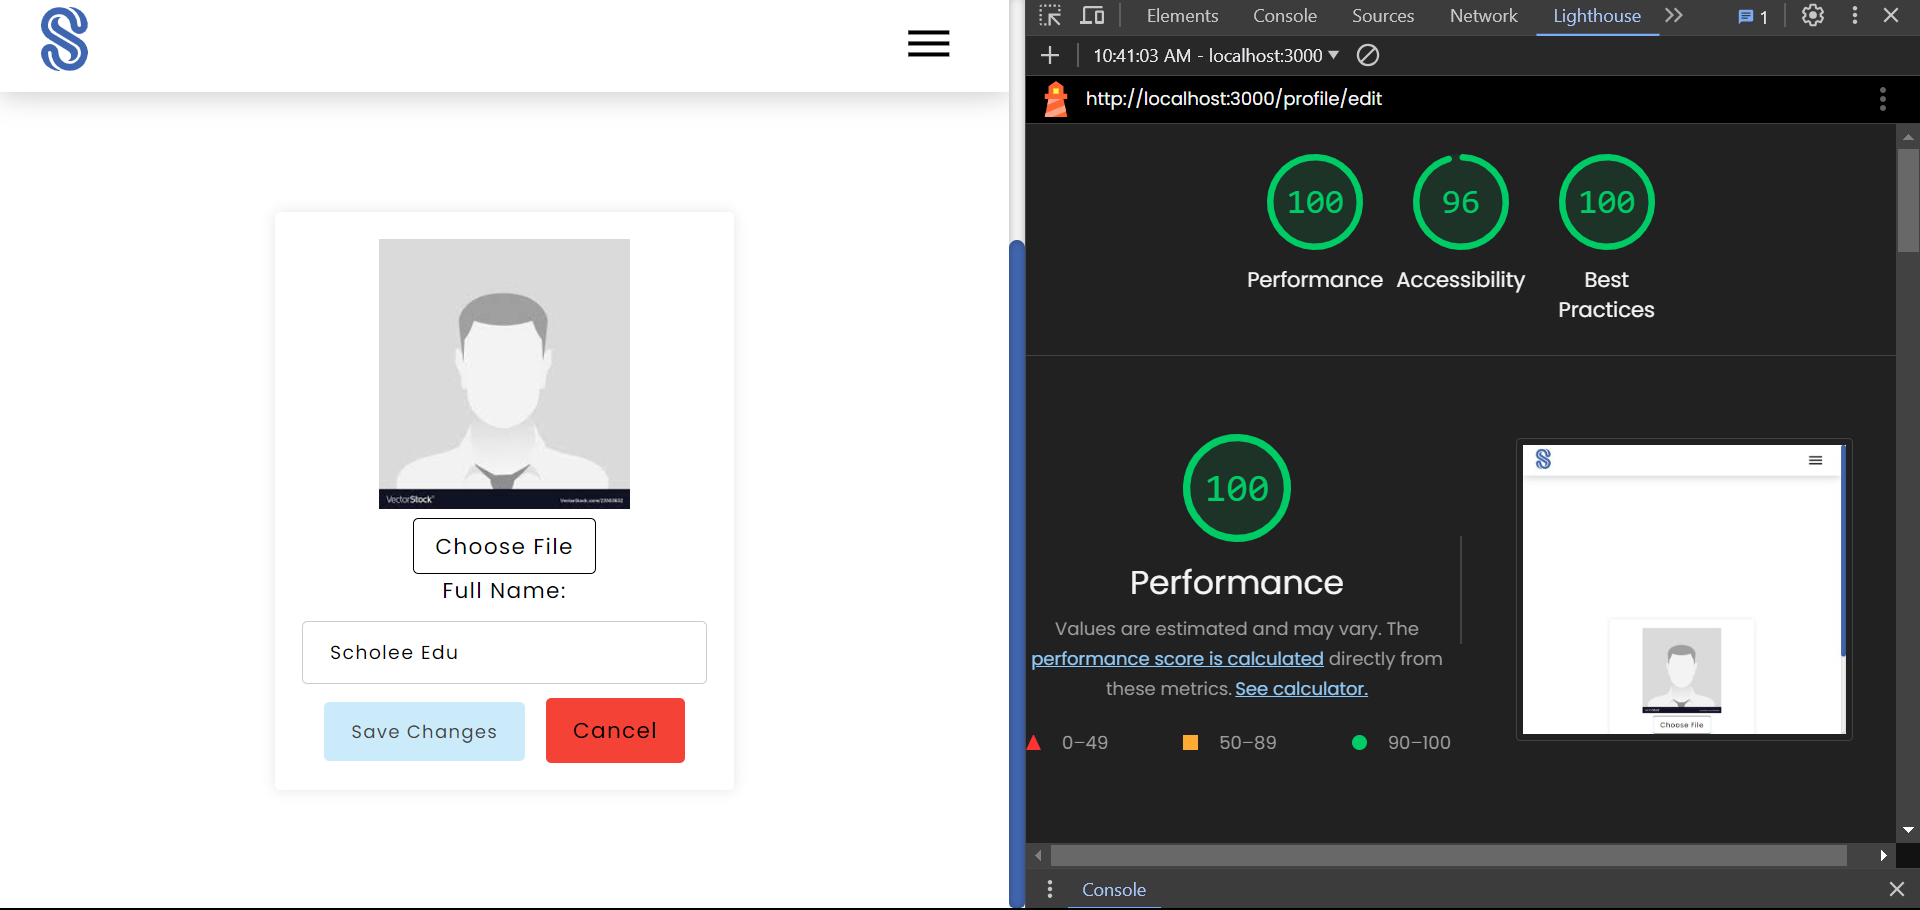 VectorStock®
VectorStock.com/
Choose File
Full Name:
Scholee Edu
Save Changes
Cancel
Elements
Console
Sources
Network
Lighthouse
1
10:41:03 AM - localhost:3000
http://localhost:3000/profile/edit
100
96
100
Performance
Accessibility
Best
Practices
100
Performance
Values are estimated and may vary. The
performance score is calculated directly from
these metrics. See calculator.
0–49
50–89
90–100
Choose File
Console